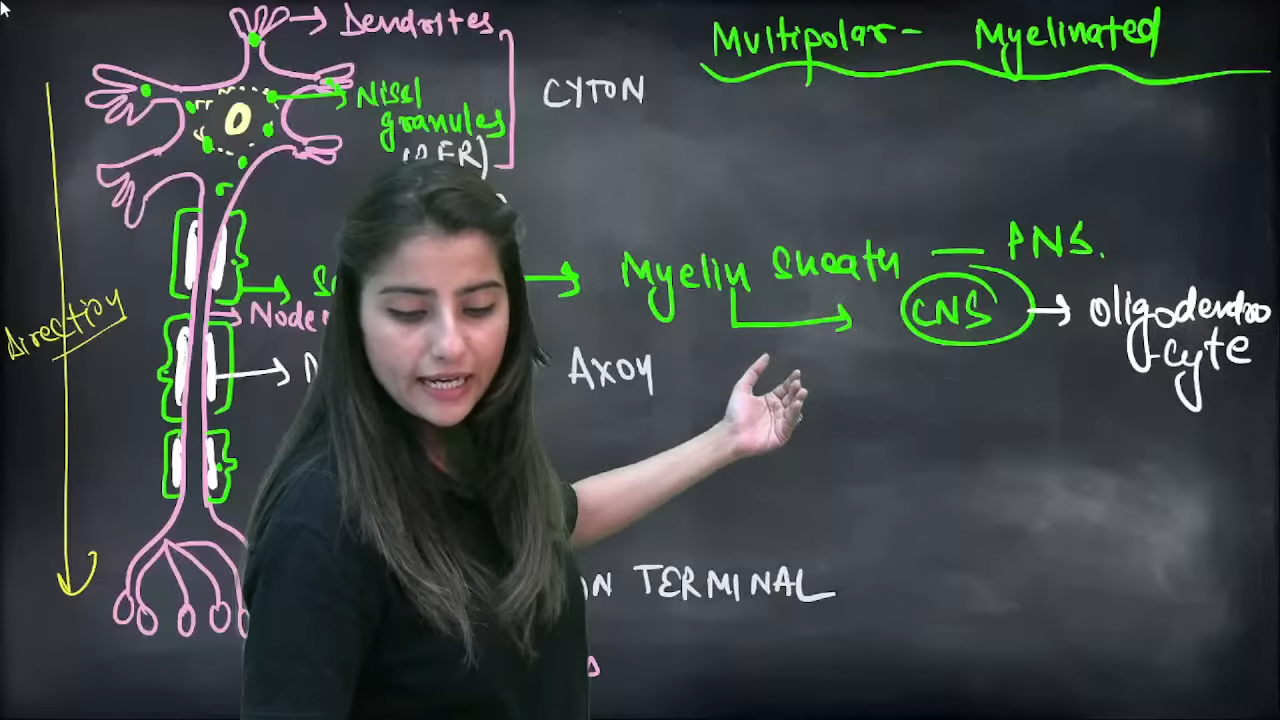 Dendrites
Multipolar - Myelinated
Nissl
granules
CYTON
Myelin Sheath — PNS.
CNS → Oligodendro
-cyte
Node
Direction
AXON
TERMINAL